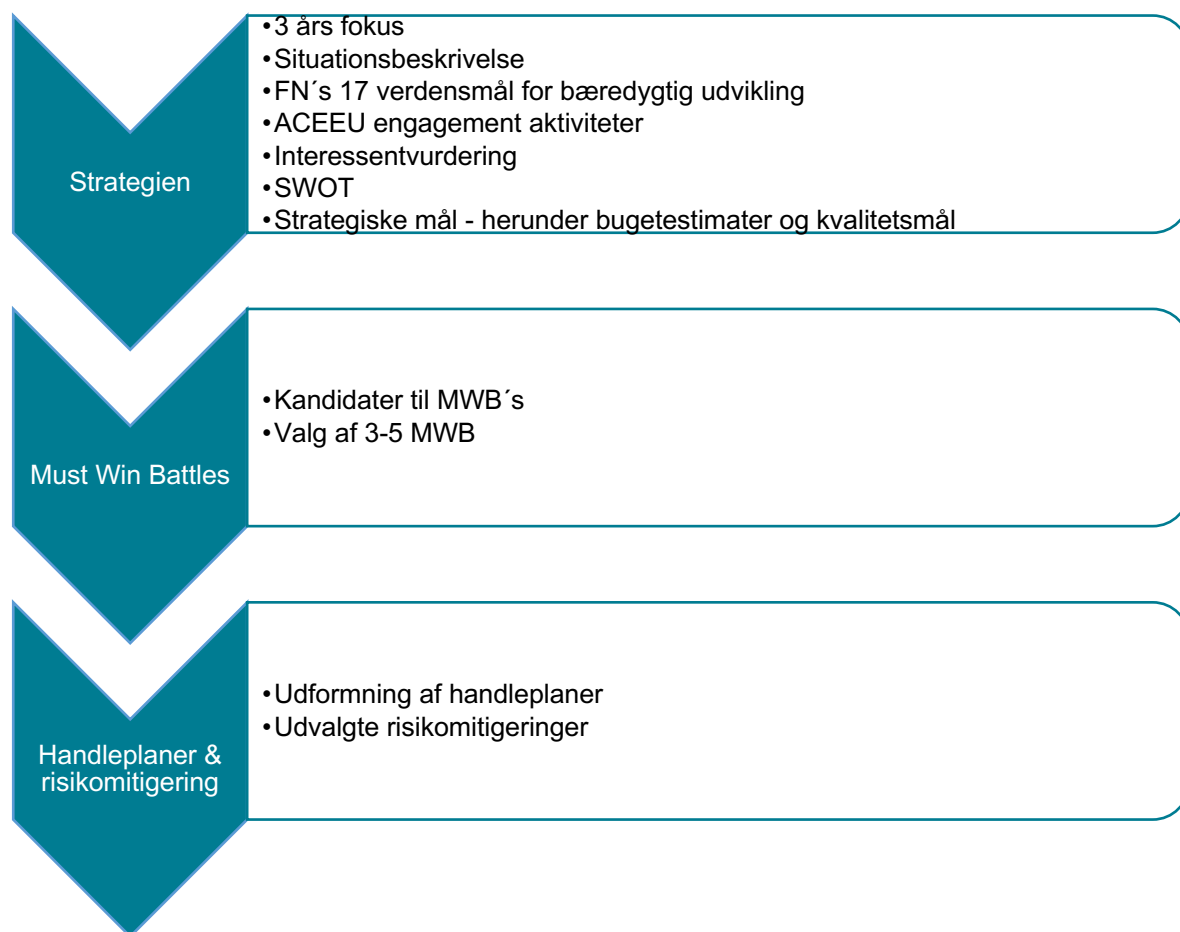 Strategien
•3 års fokus
•Situationsbeskrivelse
•FN´s 17 verdensmål for bæredygtig udvikling
•ACEEU engagement aktiviteter
•Interessentvurdering
•SWOT
•Strategiske mål - herunder bugetestimater og kvalitetsmål
Must Win Battles
•Kandidater til MWB´s
•Valg af 3-5 MWB
Handleplaner &
risikomitigering
•Udformning af handleplaner
•Udvalgte risikomitigeringer